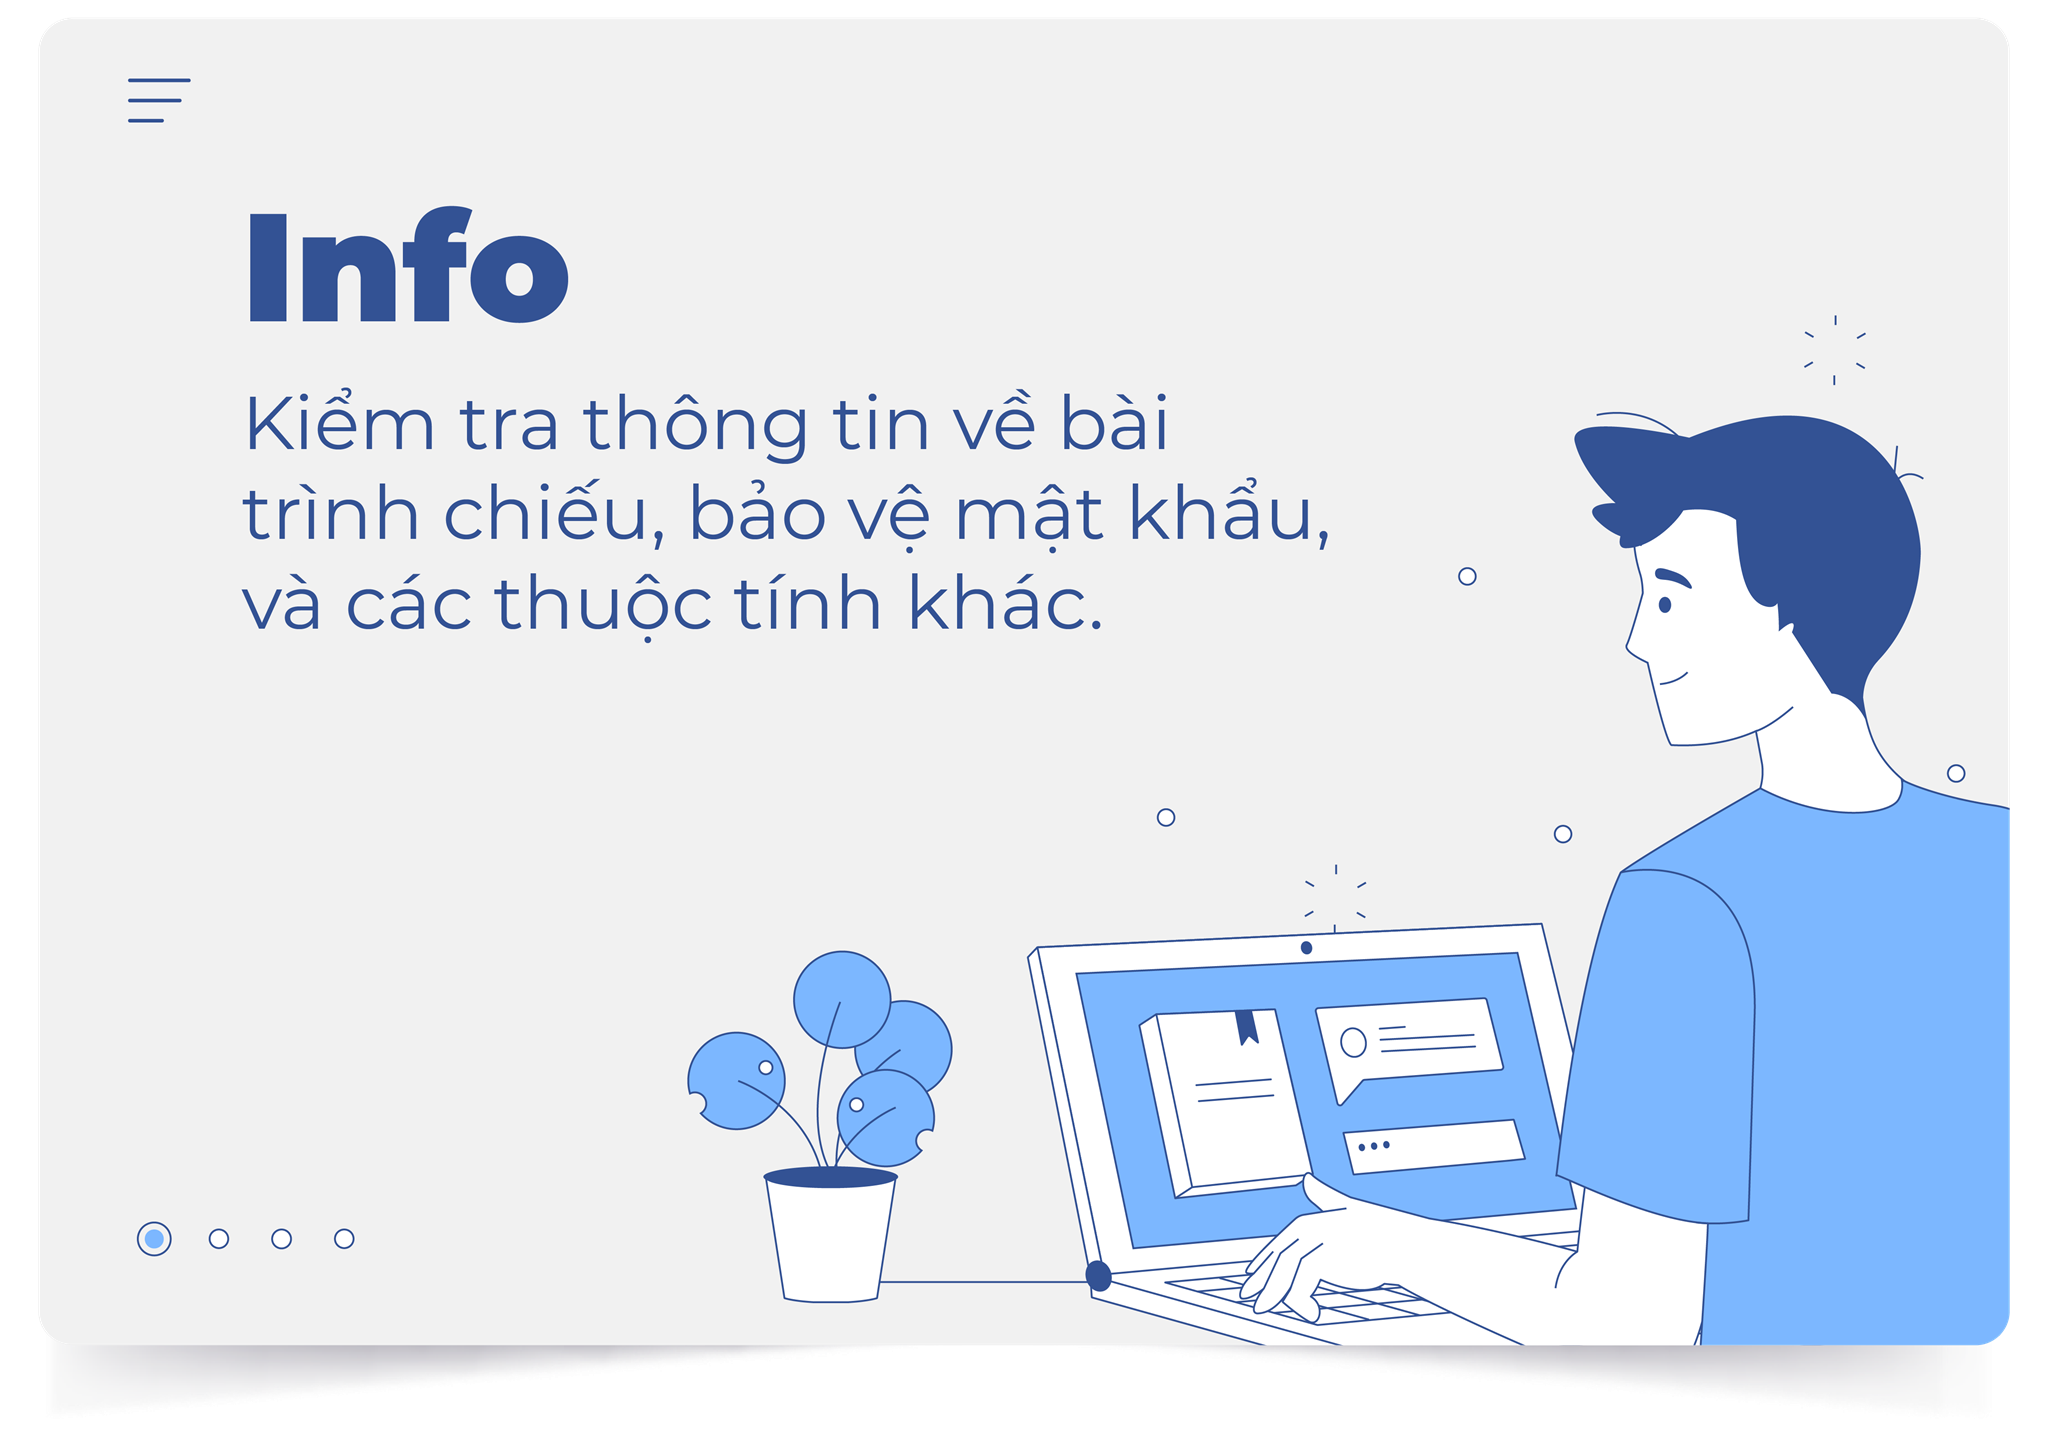 Info
Kiểm tra thông tin về bài
trình chiếu, bảo vệ mật khẩu,
và các thuộc tính khác.